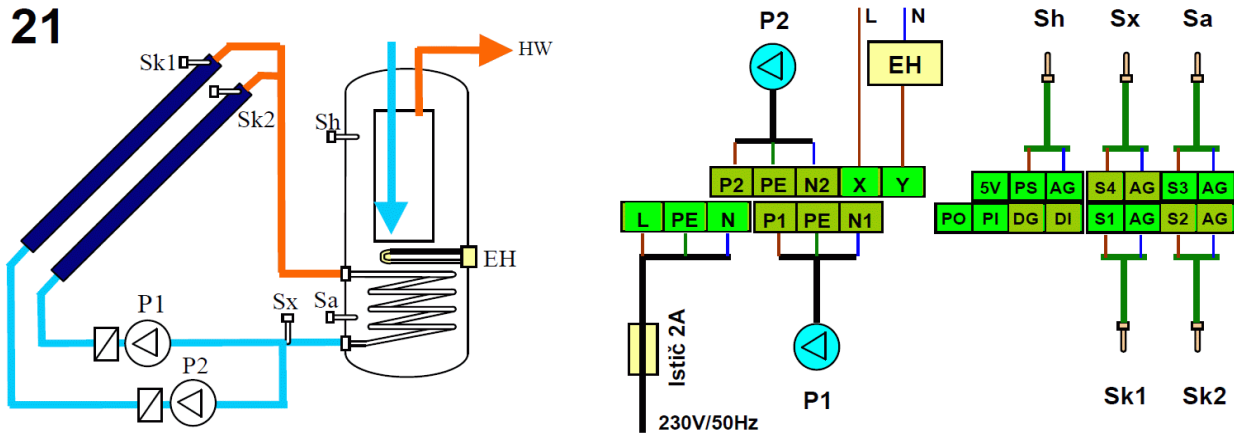 21
HW
Sk1
Sk2
Sh
EH
Sx
Sa
P1
P2
P2
L N
EH
P2 PE N2 X Y
L PE N P1 PE N1
Istič 2A
P1
230V/50Hz
Sh Sx Sa
5V PS AG S4 AG S3 AG
PO PI DG DI S1 AG S2 AG
Sk1 Sk2